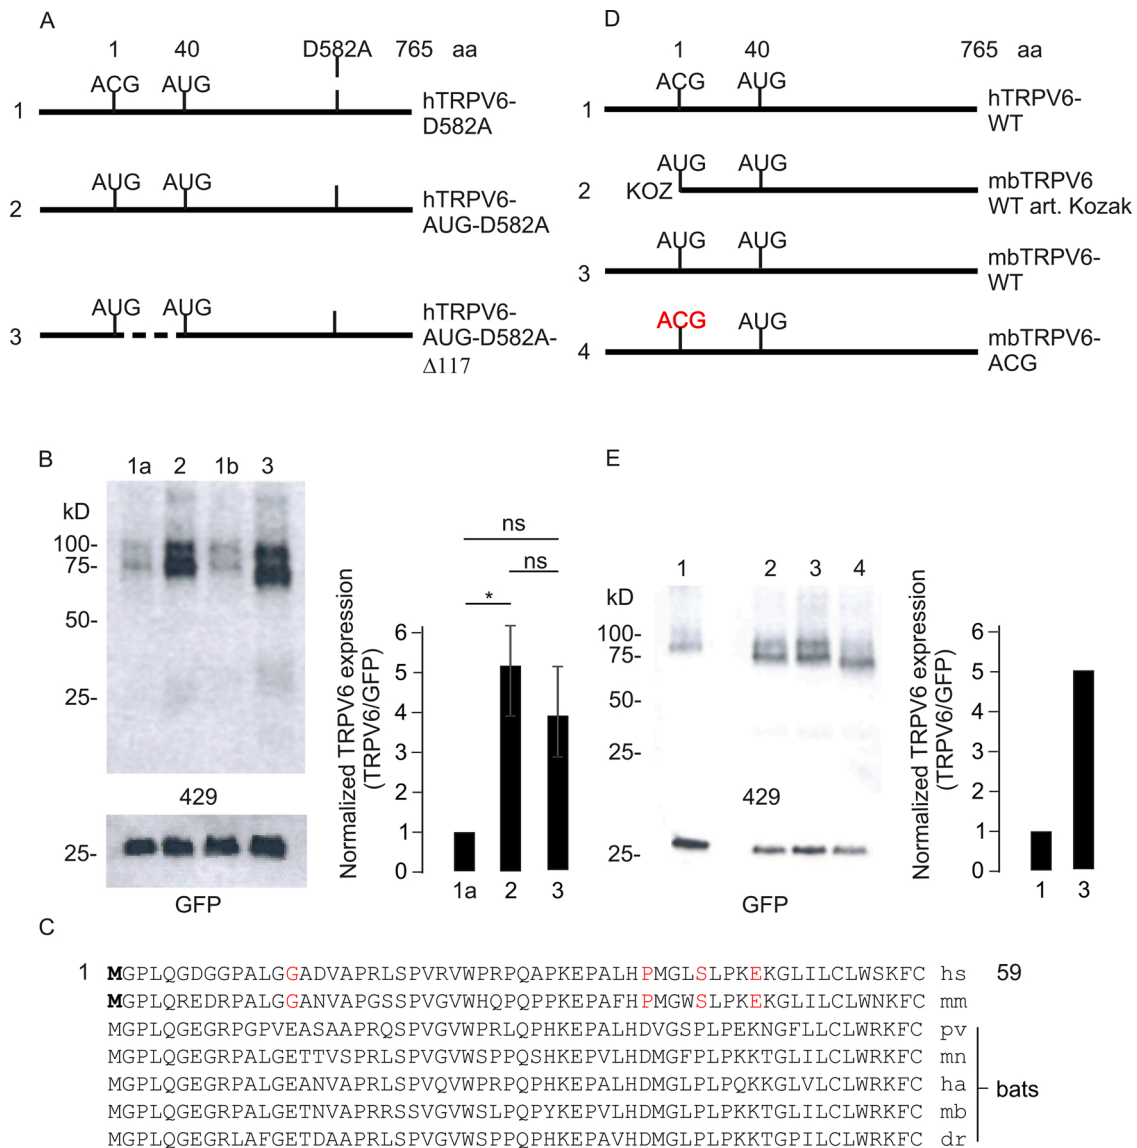 A
1 40 D582A 765 aa
ACG AUG
1 hTRPV6-
D582A
AUG AUG
2 hTRPV6-
AUG-D582A
AUG AUG
3 hTRPV6-
AUG-D582A-
Δ117
D
1 40 765 aa
ACG AUG
1 hTRPV6-
WT
AUG AUG
2 KOZ mbTRPV6
WT art. Kozak
AUG AUG
3 mbTRPV6-
WT
ACG AUG
4 mbTRPV6-
ACG
B
1a 2 1b 3
kD
100-
75-
50-
25-
429
25-
GFP
Normalized TRPV6 expression
(TRPV6/GFP)
ns
ns
*
6
5
4
3
2
1
0
1a 2 3
E
1 2 3 4
kD
100-
75-
50-
25-
429
25-
GFP
Normalized TRPV6 expression
(TRPV6/GFP)
6
5
4
3
2
1
0
1 3
C
1 MGPLQGDGGPALGGADVAPRLSPVRVWPRPQAPKEPALHPMGLSLPKEKGLILCLWSKFC hs 59
MGPLQREDRPALGGANVAPGSSPVGVWHQPQPPKEPAFHPMGWSLPKEKGLILCLWNKFC mm
MGPLQGEGRPGPVEASAAPRQSPVGVWPRLQPHKEPALHDVGSPLPEKNGFLLCLWRKFC pv
MGPLQGEGRPALGETTVSPRLSPVGVWSPPQSHKEPVLHDMGFPLPKKTGLILCLWRKFC mn
MGPLQGEGRPALGEANVAPRLSPVQVWPRPQPHKEPALHDMGLPLPQKKGLVLCLWRKFC ha
MGPLQGEGRPALGETNVAPRRSSVGVWSLPQPYKEPVLHDMGLPLPKKTGLILCLWRKFC mb
MGPLQGEGRLAFGETDAAPRLSPVGVWSPPQPHKEPALHDMGLPLPKKTGPILCLWRKFC dr
bats